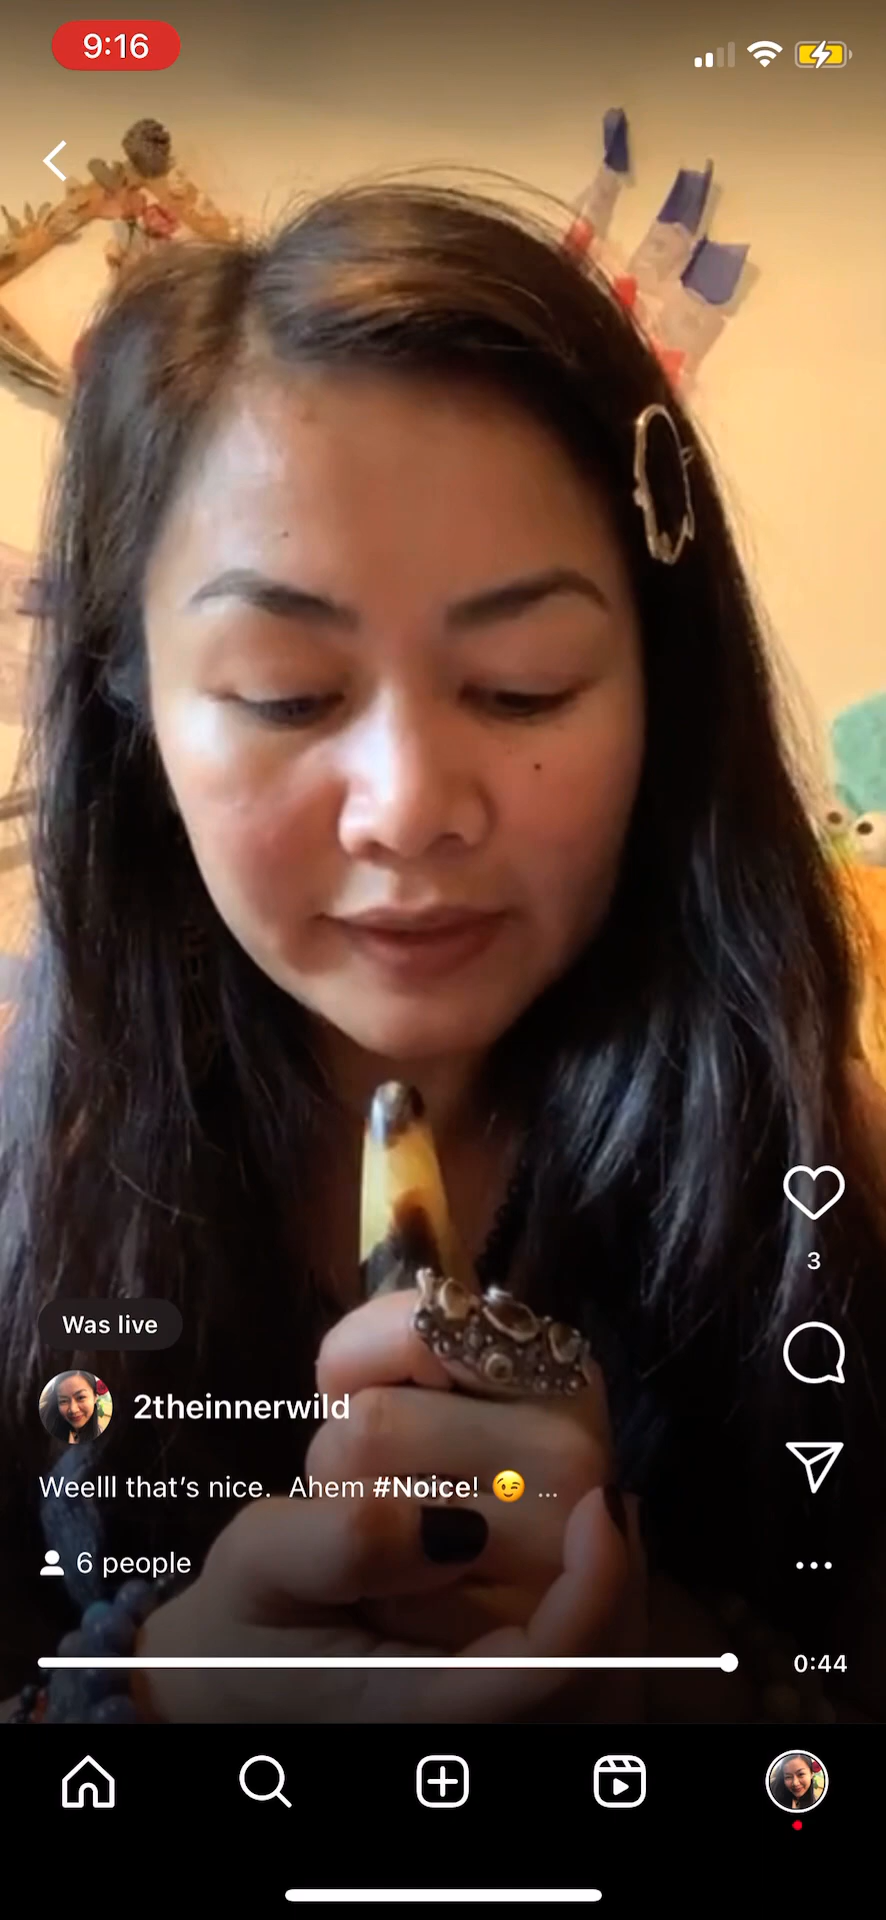 9:16
3
Was live
2theinnerwild
Weelll that’s nice.  Ahem #Noice! 😉 ...
6 people
0:44